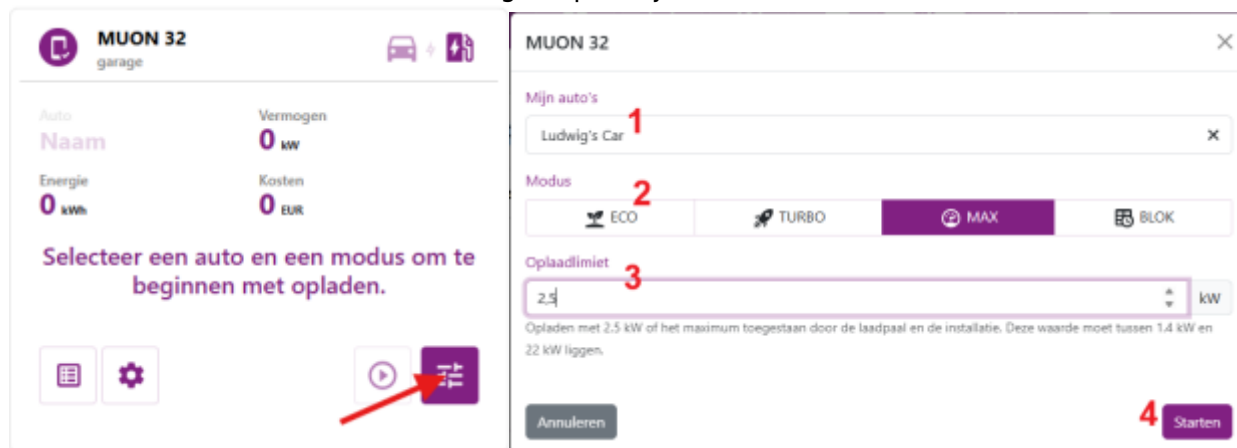 MUON 32
garage
Auto
Naam
Vermogen
0 kW
Energie
0 kWh
Kosten
0 EUR
Selecteer een auto en een modus om te
beginnen met opladen.
MUON 32
Mijn auto's
1
Ludwig's Car
Modus
2
ECO
TURBO
MAX
BLOK
Oplaadlimiet
3
2,5
kW
Opladen met 2.5 kW of het maximum toegestaan door de laadpaal en de installatie. Deze waarde moet tussen 1.4 kW en
22 kW liggen.
Annuleren
4
Starten